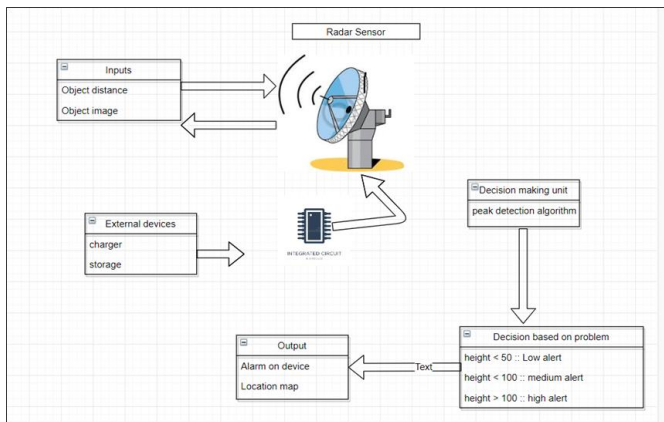 Radar Sensor
Inputs
Object distance
Object image
Decision making unit
peak detection algorithm
External devices
charger
storage
INTEGRATED CIRCUIT
Output
Alarm on device
Location map
Text
Decision based on problem
height < 50 :: Low alert
height < 100 :: medium alert
height > 100 :: high alert